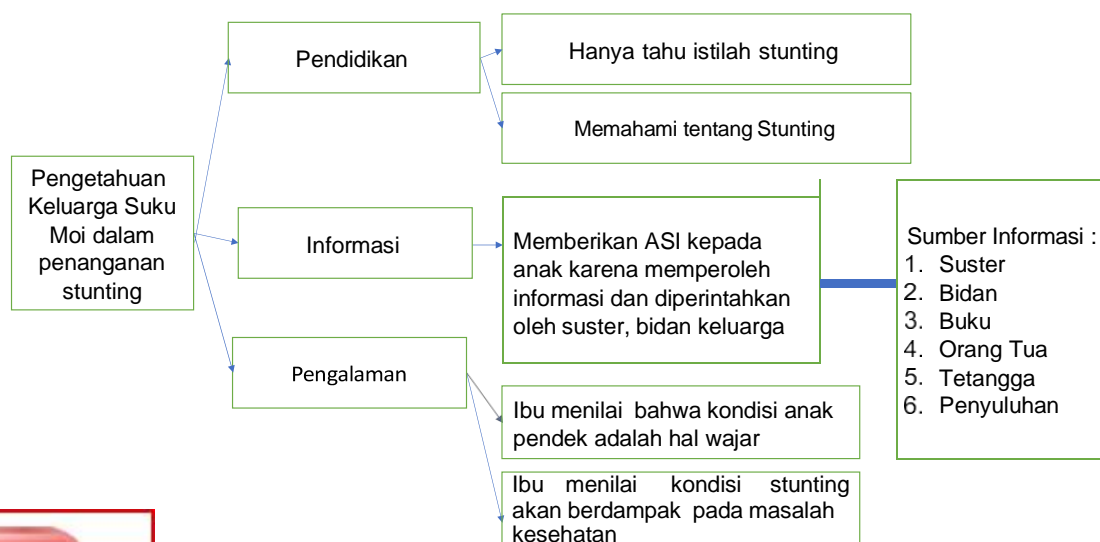 Pendidikan
Hanya tahu istilah stunting
Memahami tentang Stunting
Pengetahuan
Keluarga Suku
Moi dalam
penanganan
stunting
Informasi
Memberikan ASI kepada
anak karena memperoleh
informasi dan diperintahkan
oleh suster, bidan keluarga
Sumber Informasi :
1. Suster
2. Bidan
3. Buku
4. Orang Tua
5. Tetangga
6. Penyuluhan
Pengalaman
Ibu menilai bahwa kondisi anak
pendek adalah hal wajar
Ibu menilai kondisi stunting
akan berdampak pada masalah
kesehatan